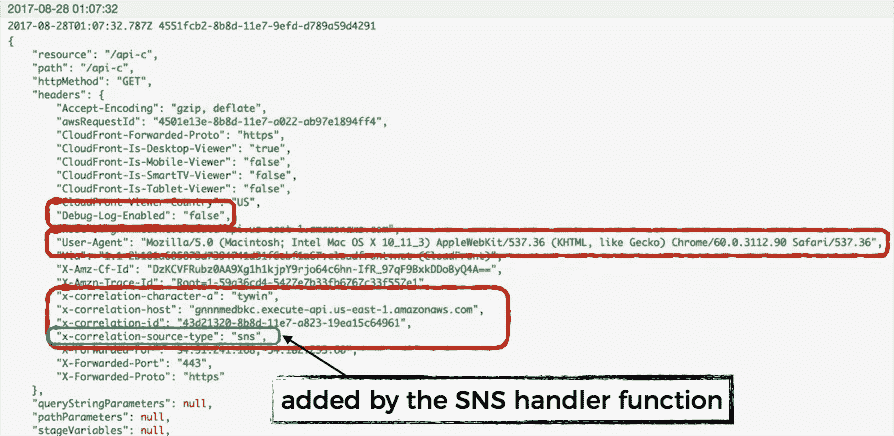 2017-08-28 01:07:32
2017-08-28T01:07:32.787Z 4551fcb2-8b8d-11e7-9efd-d789a59d4291
{
"resource": "/api-c",
"path": "/api-c",
"httpMethod": "GET",
"headers": {
"Accept-Encoding": "gzip, deflate",
"awsRequestId": "4501e13e-8b8d-11e7-a022-ab97e1894ff4",
"CloudFront-Forwarded-Proto": "https",
"CloudFront-Is-Desktop-Viewer": "true",
"CloudFront-Is-Mobile-Viewer": "false",
"CloudFront-Is-SmartTV-Viewer": "false",
"CloudFront-Is-Tablet-Viewer": "false",
"CloudFront-Viewer-Country": "US",
"Debug-Log-Enabled": "false",
"User-Agent": "Mozilla/5.0 (Macintosh; Intel Mac OS X 10_11_3) AppleWebKit/537.36 (KHTML, like Gecko) Chrome/60.0.3112.90 Safari/537.36",
"X-Amz-Cf-Id": "DzKCVFRubz0AA9Xg1h1kjpY9rjo64c6hn-IfR_97qF9BxkDDoByQ4A==",
"X-Amzn-Trace-Id": "Root=1-59a36cd4-5427e7b33fb6767c33f557e1"
"x-correlation-character-a": "tywin",
"x-correlation-host": "gnnnmedbkc.execute-api.us-east-1.amazonaws.com",
"x-correlation-id": "43d21320-8b8d-11e7-a823-19ea15c64961",
"x-correlation-source-type": "sns",
"X-Forwarded-Port": "443",
"X-Forwarded-Proto": "https"
},
"queryStringParameters": null,
"pathParameters": null,
"stageVariables": null,
added by the SNS handler function